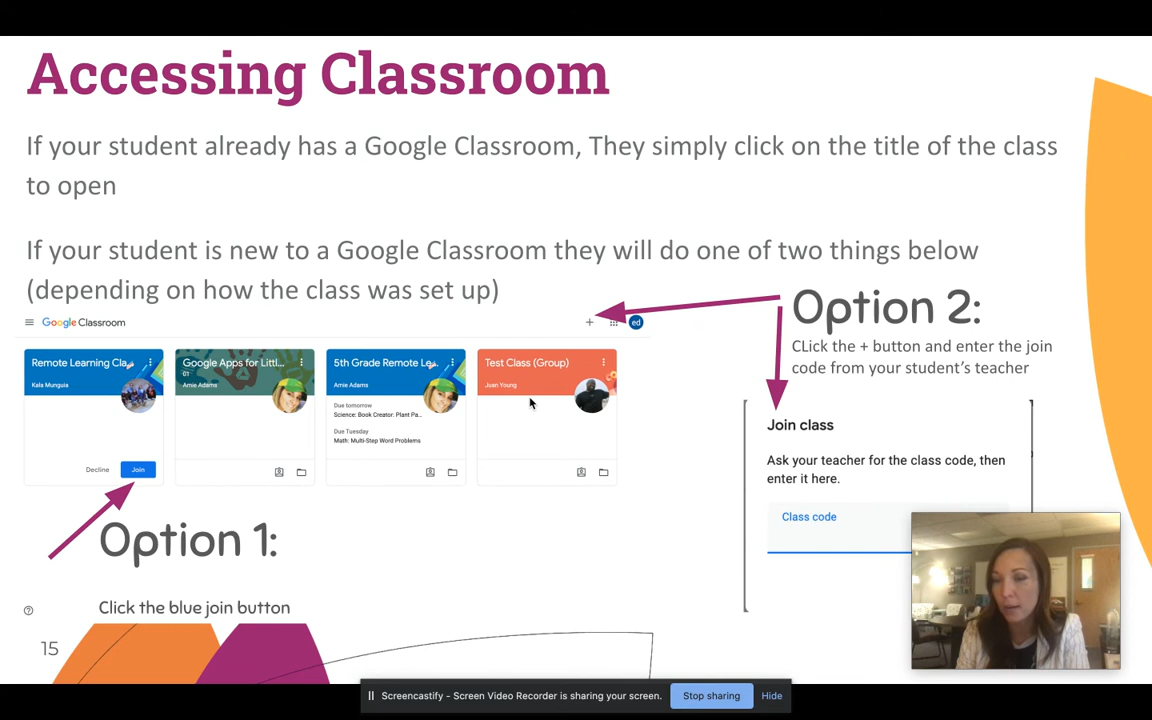 Accessing Classroom
If your student already has a Google Classroom, They simply click on the title of the class
to open
If your student is new to a Google Classroom they will do one of two things below
(depending on how the class was set up)
Google Classroom
ed
Remote Learning Cla...
Kala Munguia
Decline
Join
Google Apps for Littl...
01
Amie Adams
5th Grade Remote Le...
Amie Adams
Due tomorrow
Science: Book Creator: Plant Pa...
Due Tuesday
Math: Multi-Step Word Problems
Test Class (Group)
Juan Young
Option 2:
CLick the + button and enter the join
code from your student's teacher
Join class
Ask your teacher for the class code, then
enter it here.
Class code
Option 1:
Click the blue join button
15
Screencastify - Screen Video Recorder is sharing your screen.
Stop sharing
Hide